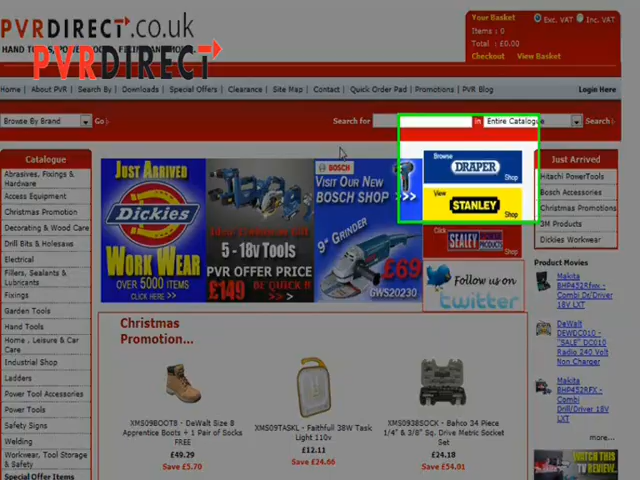 PVRDIRECT.co.uk
PVRDIRECT
Your Basket
Exc. VAT
Inc. VAT
Items : 0
Total : £0.00
Checkout View Basket
Home | About PVR | Search By | Downloads | Special Offers | Clearance | Site Map | Contact | Quick Order Pad | Promotions | PVR Blog
Login Here
Browse By Brand
Go
Search for
in
Entire Catalogue
Search
Catalogue
Abrasives, Fixings &
Hardware
Access Equipment
Christmas Promotion
Decorating & Wood Care
Drill Bits & Holesaws
Electrical
Fillers, Sealants &
Lubricants
Fixings
Garden Tools
Hand Tools
Home , Leisure & Car
Care
Industrial Shop
Ladders
Power Tool Accessories
Power Tools
Safety Signs
Welding
Workwear, Tool Storage
& Safety
Special Offer Items
JUST ARRIVED
Dickies
WORK WEAR
OVER 5000 ITEMS
CLICK HERE >>
5 - 18v TOOLS
PVR OFFER PRICE
£149
BE QUICK
>> >
BOSCH
VISIT OUR NEW
BOSCH SHOP >>
9" GRINDER
£69
GWS20230
Browse
DRAPER
Shop
View
STANLEY
Shop
Click
SEALEY
Shop
Follow us on
twitter
Just Arrived
Hitachi PowerTools
Bosch Accessories
Christmas Promotions
3M Products
Dickies Workwear
Product Movies
Makita
BHP452Rfwx -
Combi Dr/Driver
18V LXT
DeWalt
DEWDC010 -
"SALE" DC010
Radio 240 Volt
Non Charger
Makita
BHP452RFX -
Combi
Drill/Driver
18V LXT
more...
WATCH THIS
TV REVIEW..
Christmas
Promotion...
XMS09BOOT8 - DeWalt Size 8
Apprentice Boots + 1 Pair of Socks
FREE
£49.29
Save £5.70
XMS09TASKL - Faithfull 38W Task
Light 110v
£12.11
Save £24.66
XMS0938SOCK - Bahco 34 Piece
1/4" & 3/8" Sq. Drive Metric Socket
Set
£24.18
Save £54.01